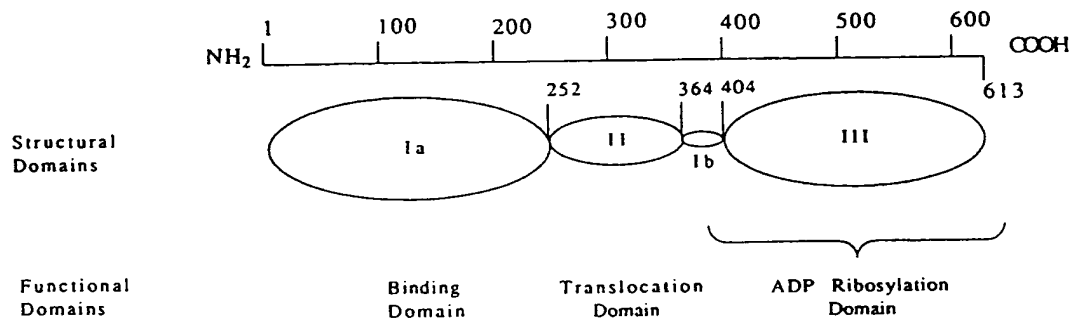 1 100 200 300 400 500 600
NH2 COOH
252 364 404 613
Structural
Domains
Ia II Ib III
Functional
Domains
Binding
Domain
Translocation
Domain
ADP Ribosylation
Domain